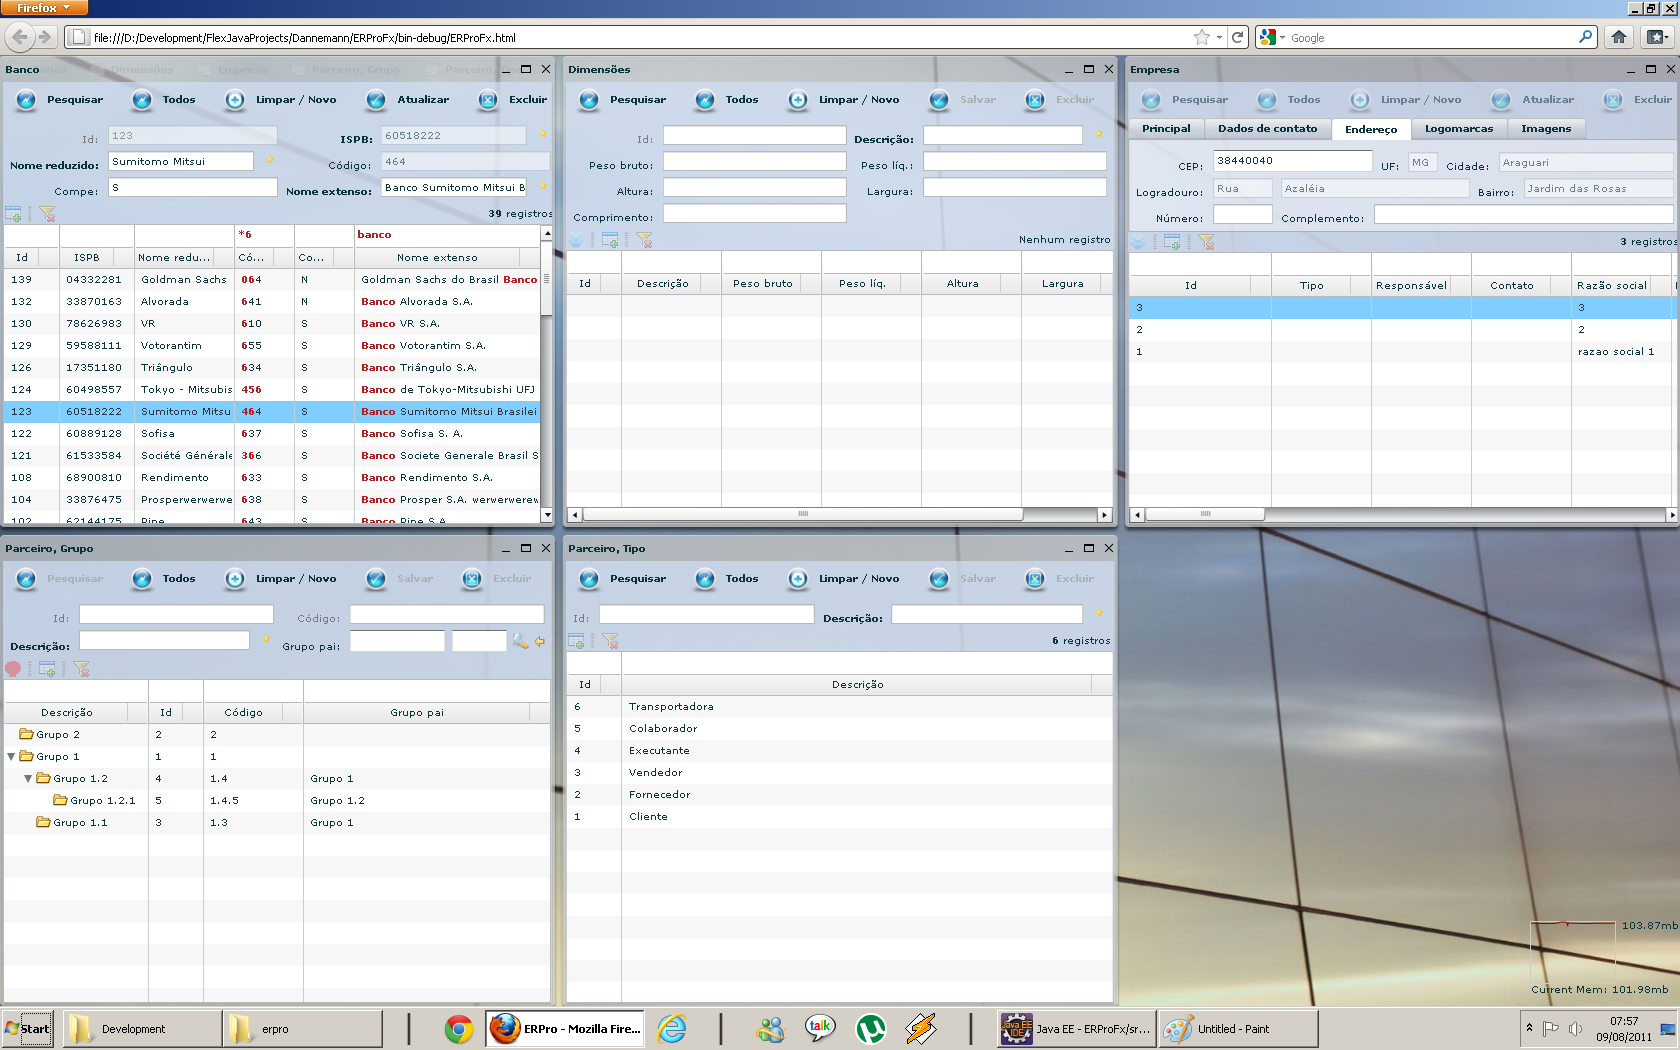 Firefox
file:///D:/Development/FlexJavaProjects/Dannemann/ERProFx/bin-debug/ERProFx.html
Google
Banco
Pesquisar Todos Limpar / Novo Atualizar Excluir
Id: 123 ISPB: 60518222
Nome reduzido: Sumitomo Mitsui Código: 464
Compe: S Nome extenso: Banco Sumitomo Mitsui B
39 registros
*6 banco
Id ISPB Nome redu... Có... Co... Nome extenso
139 04332281 Goldman Sachs 064 N Goldman Sachs do Brasil Banco
132 33870163 Alvorada 641 N Banco Alvorada S.A.
130 78626983 VR 610 S Banco VR S.A.
129 59588111 Votorantim 655 S Banco Votorantim S.A.
126 17351180 Triângulo 634 S Banco Triângulo S.A.
124 60498557 Tokyo - Mitsubis 456 S Banco de Tokyo-Mitsubishi UFJ
123 60518222 Sumitomo Mitsu 464 S Banco Sumitomo Mitsui Brasilei
122 60889128 Sofisa 637 S Banco Sofisa S. A.
121 61533584 Société Générale 366 S Banco Societe Generale Brasil S
108 68900810 Rendimento 633 S Banco Rendimento S.A.
104 33876475 Prosperwerwerwe 638 S Banco Prosper S.A. werwerwerew
102 62144175 Pine 643 S Banco Pine S.A.
Dimensões
Pesquisar Todos Limpar / Novo Salvar Excluir
Id: Descrição:
Peso bruto: Peso líq.:
Altura: Largura:
Comprimento:
Nenhum registro
Id Descrição Peso bruto Peso líq. Altura Largura
Empresa
Pesquisar Todos Limpar / Novo Atualizar Excluir
Principal Dados de contato Endereço Logomarcas Imagens
CEP: 38440040 UF: MG Cidade: Araguari
Logradouro: Rua Azaléia Bairro: Jardim das Rosas
Número: Complemento:
3 registros
Id Tipo Responsável Contato Razão social
3 3
2 2
1 razao social 1
Parceiro, Grupo
Pesquisar Todos Limpar / Novo Salvar Excluir
Id: Código:
Descrição: Grupo pai:
Descrição Id Código Grupo pai
Grupo 2 2 2
Grupo 1 1 1
Grupo 1.2 4 1.4 Grupo 1
Grupo 1.2.1 5 1.4.5 Grupo 1.2
Grupo 1.1 3 1.3 Grupo 1
Parceiro, Tipo
Pesquisar Todos Limpar / Novo Salvar Excluir
Id: Descrição:
6 registros
Id Descrição
6 Transportadora
5 Colaborador
4 Executante
3 Vendedor
2 Fornecedor
1 Cliente
103.87mb
Current Mem: 101.98mb
Start Development erpro ERPro - Mozilla Fire... talk Java EE IDE Java EE - ERProFx/sr... Untitled - Paint
07:57
09/08/2011